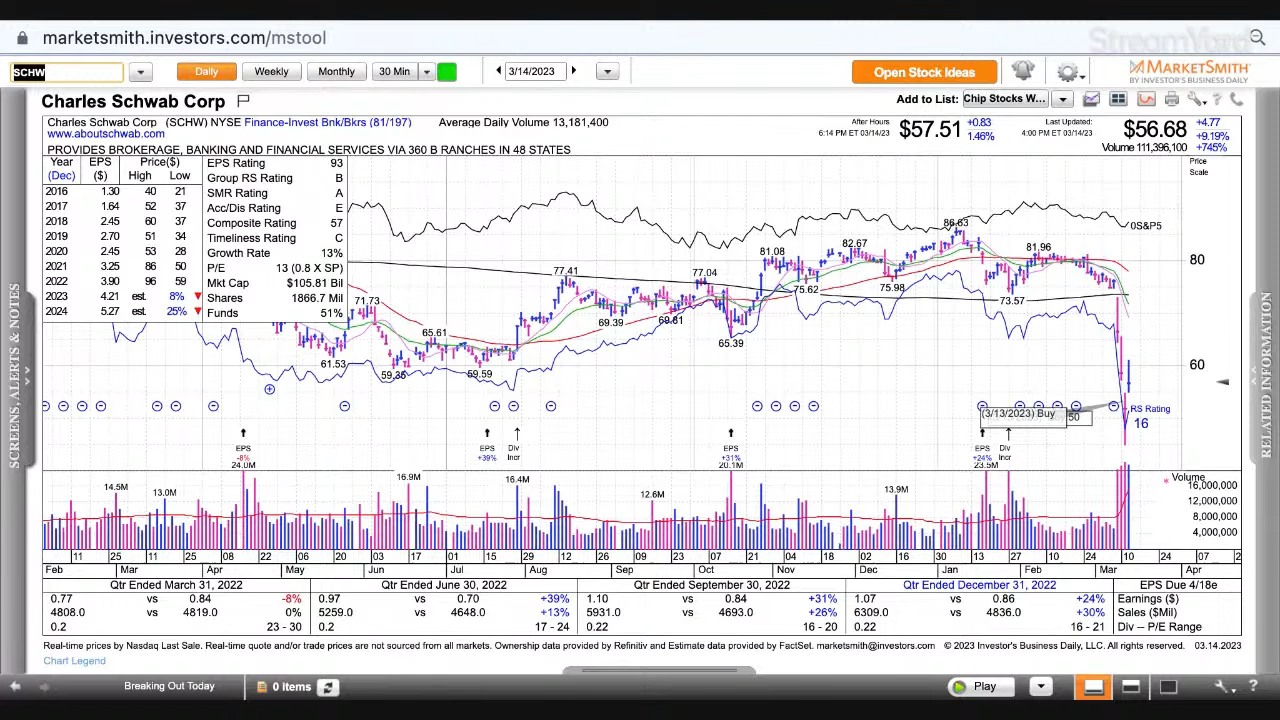 marketsmith.investors.com/mstool
StreamYard
SCHW
Daily
Weekly
Monthly
30 Min
3/14/2023
Open Stock Ideas
MARKETSMITH
BY INVESTOR'S BUSINESS DAILY
Charles Schwab Corp
Add to List: Chip Stocks W...
Charles Schwab Corp (SCHW) NYSE Finance-Invest Bnk/Bkrs (81/197) Average Daily Volume 13,181,400
www.aboutschwab.com
PROVIDES BROKERAGE, BANKING AND FINANCIAL SERVICES VIA 360 B RANCHES IN 48 STATES
After Hours
6:14 PM ET 03/14/23
$57.51
+0.83
1.46%
Last Updated:
4:00 PM ET 03/14/23
$56.68
+4.77
+9.19%
Volume 111,396,100 +745%
Year EPS Price($)
(Dec) ($) High Low
2016 1.30 40 21
2017 1.64 52 37
2018 2.45 60 37
2019 2.70 51 34
2020 2.45 53 28
2021 3.25 86 50
2022 3.90 96 59
2023 4.21 est. 8%
2024 5.27 est. 25%
EPS Rating 93
Group RS Rating B
SMR Rating A
Acc/Dis Rating E
Composite Rating 57
Timeliness Rating C
Growth Rate 13%
P/E 13 (0.8 X SP)
Mkt Cap $105.81 Bil
Shares 1866.7 Mil
Funds 51%
Price
Scale
86.63
0S&P5
81.08
82.67
81.96
80
77.41
77.04
75.62
75.98
73.57
71.73
69.39
69.81
65.61
65.39
61.53
59.35
59.59
60
(3/13/2023) Buy
50
RS Rating
16
EPS
-8%
24.0M
EPS
+39%
Div
Incr
EPS
+31%
20.1M
EPS
+24%
23.5M
Div
Incr
14.5M
13.0M
16.9M
16.4M
12.6M
13.9M
Volume
16,000,000
12,000,000
8,000,000
4,000,000
11 25 11 25 08 22 06 20 03 17 01 15 29 12 26 09 23 07 21 04 18 02 16 30 13 27 10 24 10 24 07 2
Feb Mar Apr May Jun Jul Aug Sep Oct Nov Dec Jan Feb Mar Apr
Qtr Ended March 31, 2022 Qtr Ended June 30, 2022 Qtr Ended September 30, 2022 Qtr Ended December 31, 2022 EPS Due 4/18e
0.77 vs 0.84 -8% 0.97 vs 0.70 +39% 1.10 vs 0.84 +31% 1.07 vs 0.86 +24% Earnings ($)
4808.0 vs 4819.0 0% 5259.0 vs 4648.0 +13% 5931.0 vs 4693.0 +26% 6309.0 vs 4836.0 +30% Sales ($Mil)
0.2 23 - 30 0.2 17 - 24 0.22 16 - 20 0.22 16 - 21 Div -- P/E Range
Real-time prices by Nasdaq Last Sale. Real-time quote and/or trade prices are not sourced from all markets. Ownership data provided by Refinitiv and Estimate data provided by FactSet. marketsmith@investors.com © 2023 Investor's Business Daily, LLC. All rights reserved. 03.14.2023
Chart Legend
Breaking Out Today
0 items
Play
SCREENS, ALERTS & NOTES
RELATED INFORMATION